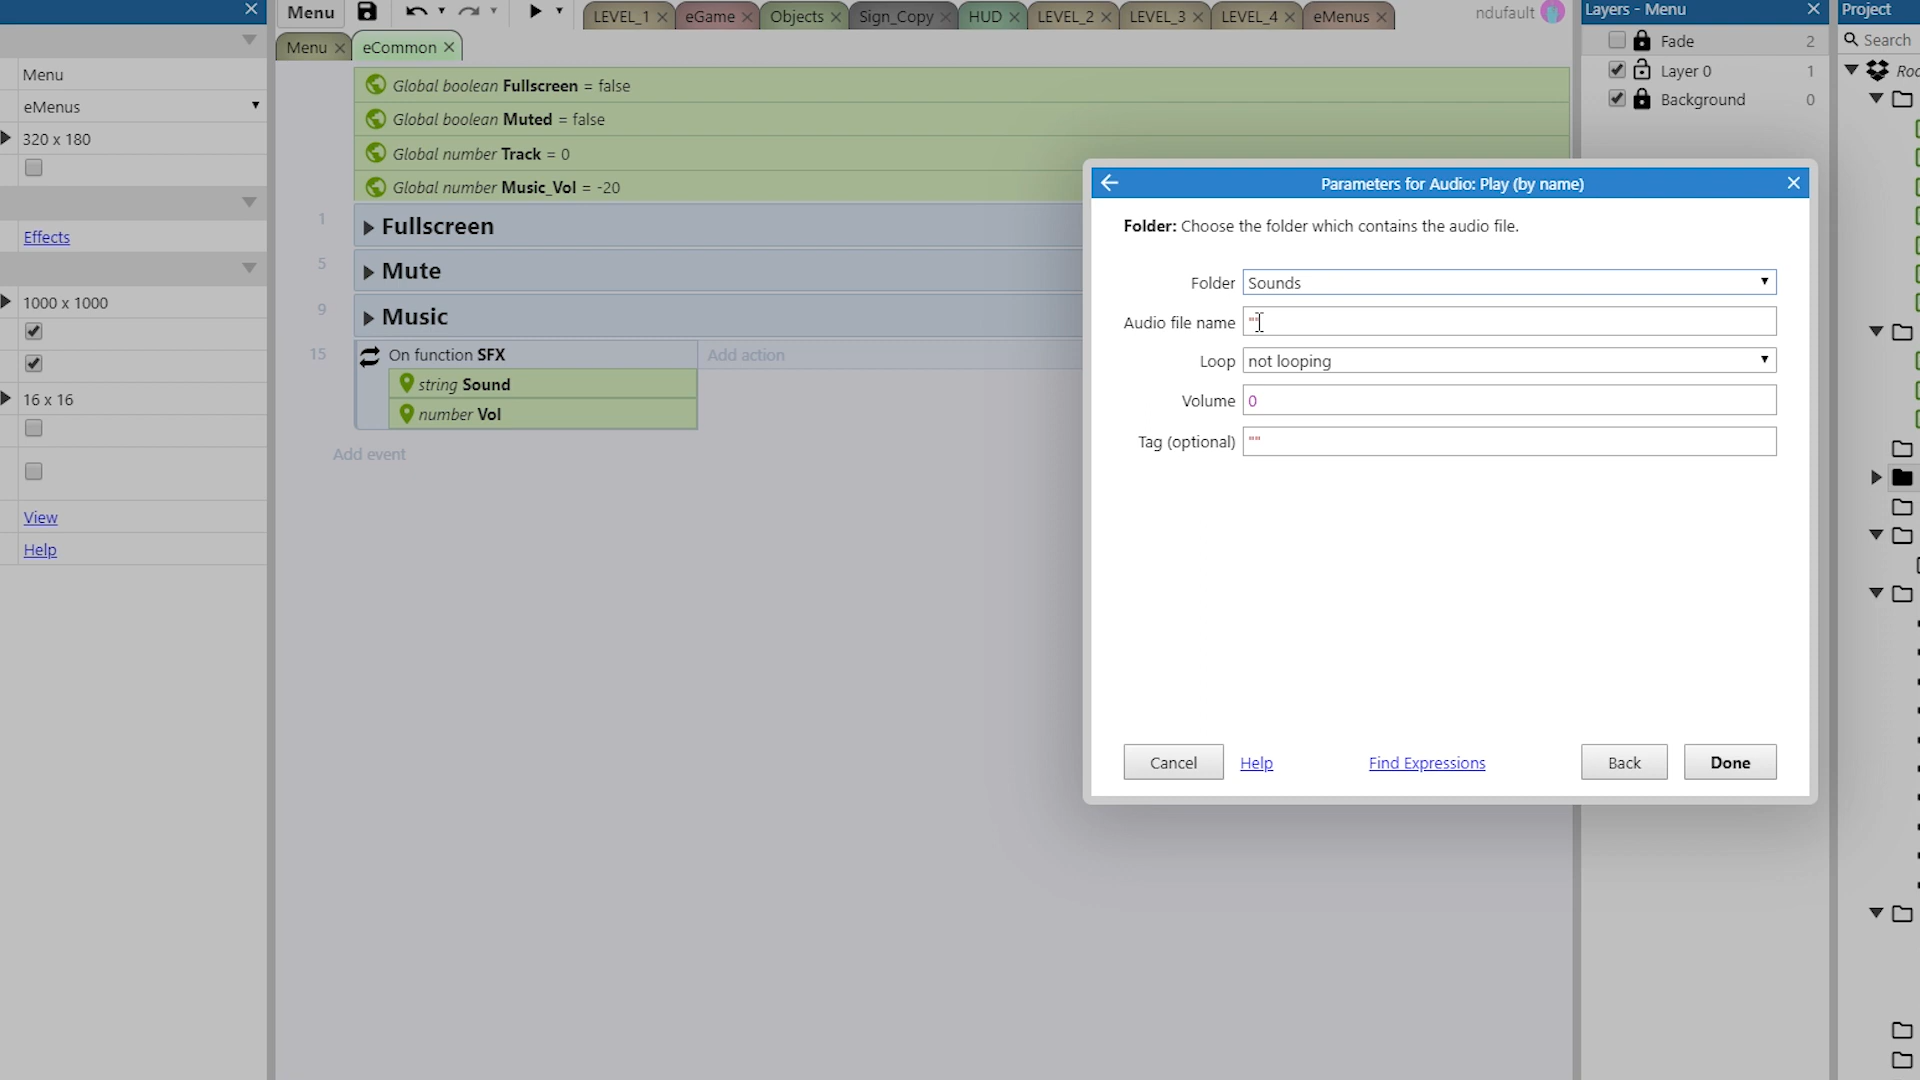 Menu
LEVEL_1
eGame
Objects
Sign_Copy
HUD
LEVEL_2
LEVEL_3
LEVEL_4
eMenus
ndufault
Layers - Menu
Project
Menu
eCommon
Menu
eMenus
320 x 180
Effects
1000 x 1000
16 x 16
View
Help
Global boolean Fullscreen = false
Global boolean Muted = false
Global number Track = 0
Global number Music_Vol = -20
1 Fullscreen
5 Mute
9 Music
15 On function SFX
Add action
string Sound
number Vol
Add event
Parameters for Audio: Play (by name)
Folder: Choose the folder which contains the audio file.
Folder Sounds
Audio file name ""
Loop not looping
Volume 0
Tag (optional) ""
Cancel
Help
Find Expressions
Back
Done
Fade 2
Layer 0 1
Background 0
Search